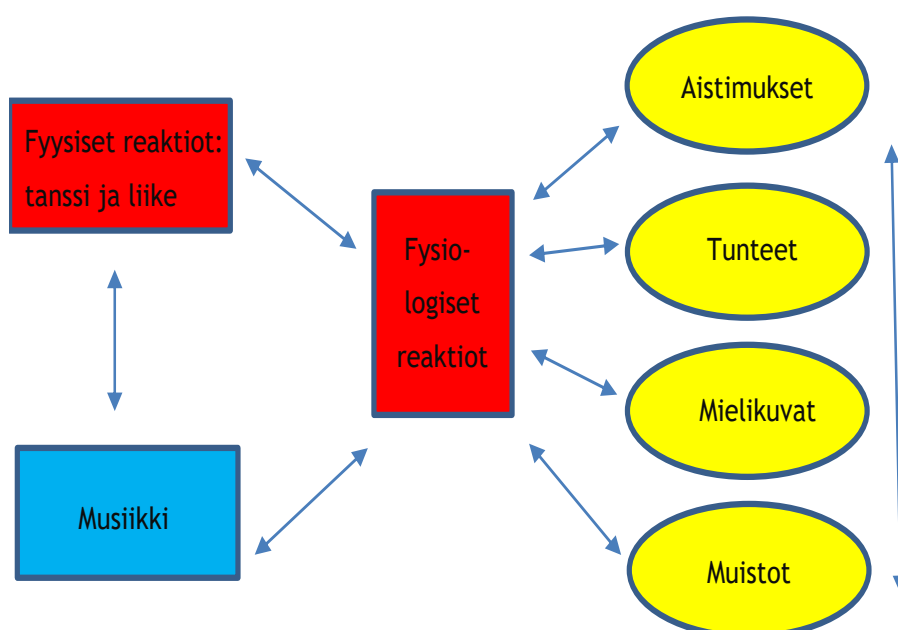 Aistimukset
Fyysiset reaktiot:
tanssi ja liike
Fysio-
logiset
reaktiot
Tunteet
Mielikuvat
Musiikki
Muistot